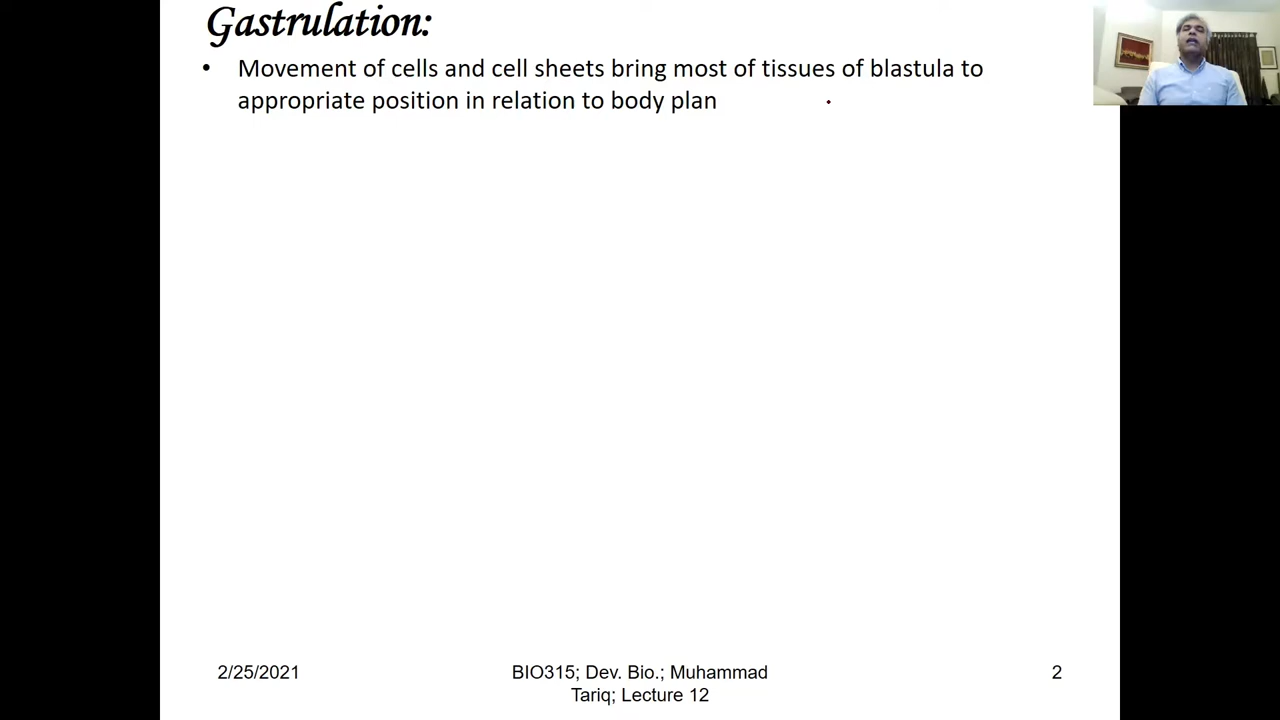 Gastrulation:
• Movement of cells and cell sheets bring most of tissues of blastula to
appropriate position in relation to body plan
2/25/2021
BIO315; Dev. Bio.; Muhammad
Tariq; Lecture 12
2